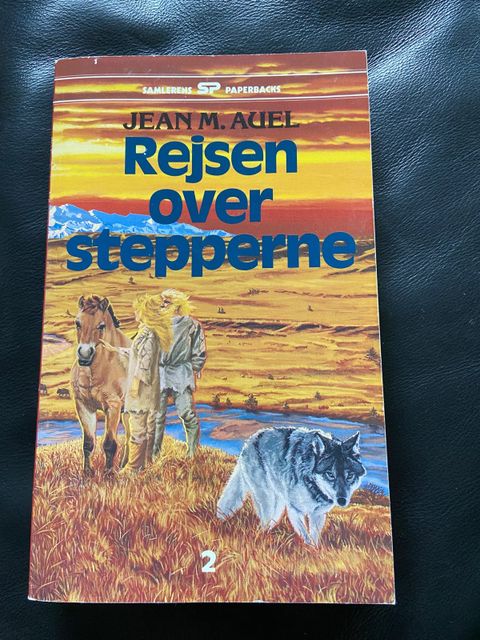 SAMLERENS SP PAPERBACKS
JEAN M. AUEL
Rejsen
over
stepperne
2